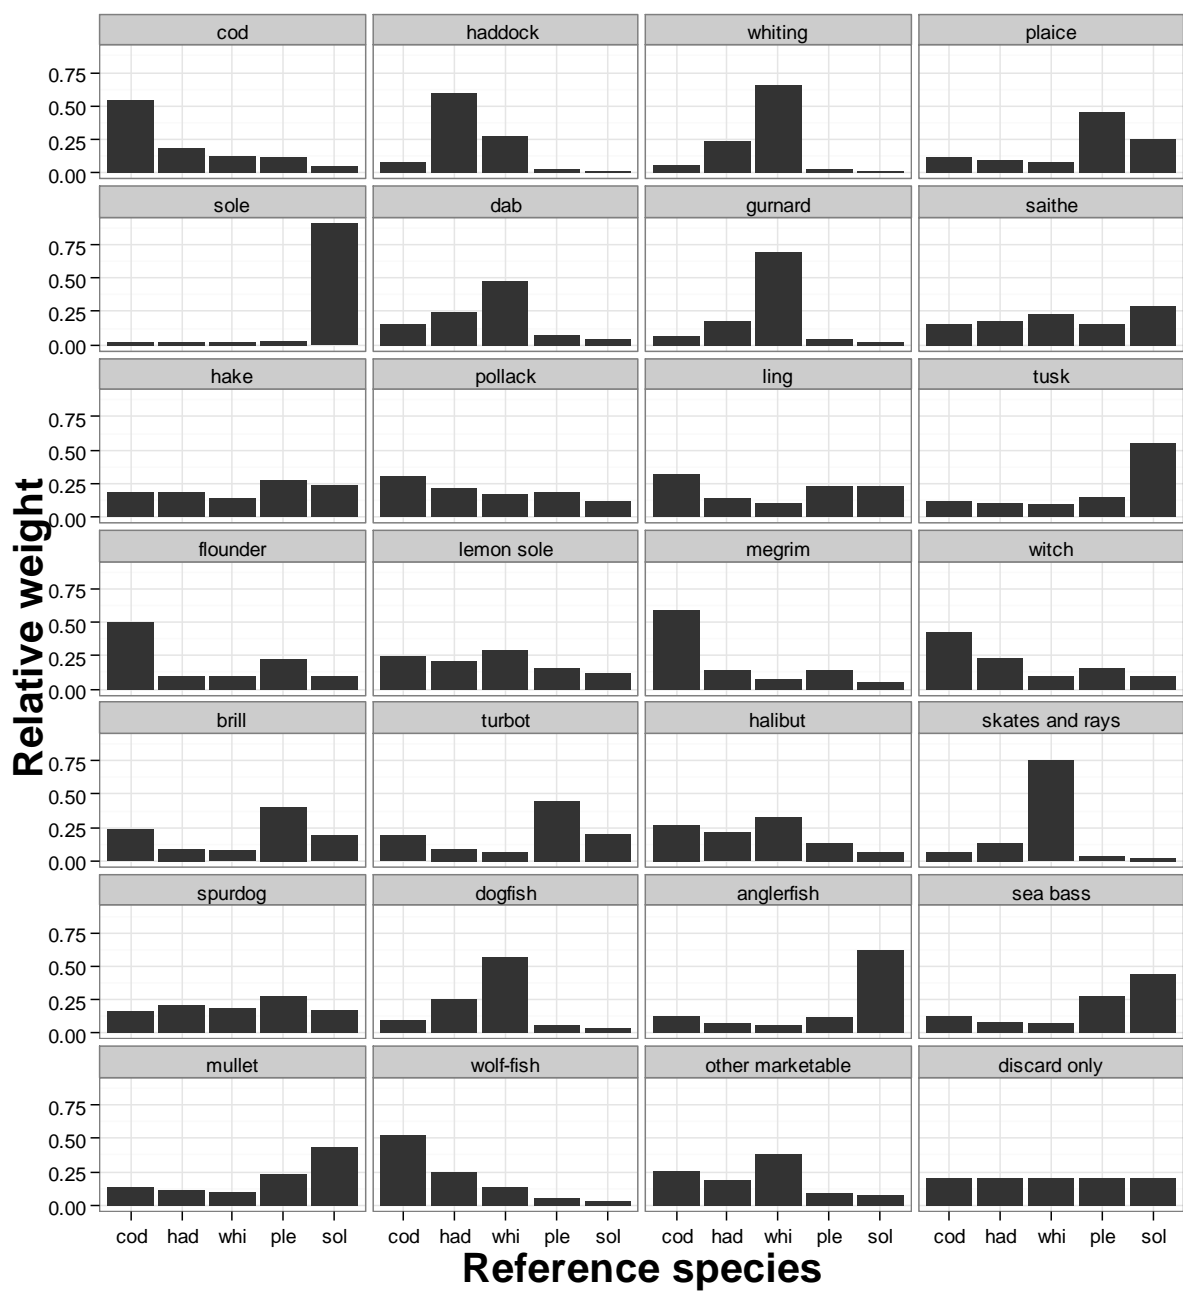 cod haddock whiting plaice
0.75
0.50
0.25
0.00
sole dab gurnard saithe
0.75
0.50
0.25
0.00
hake pollack ling tusk
0.75
0.50
0.25
0.00
flounder lemon sole megrim witch
0.75
0.50
0.25
0.00
brill turbot halibut skates and rays
0.75
0.50
0.25
0.00
spurdog dogfish anglerfish sea bass
0.75
0.50
0.25
0.00
mullet wolf-fish other marketable discard only
0.75
0.50
0.25
0.00
cod had whi ple sol cod had whi ple sol cod had whi ple sol cod had whi ple sol
Reference species
Relative weight